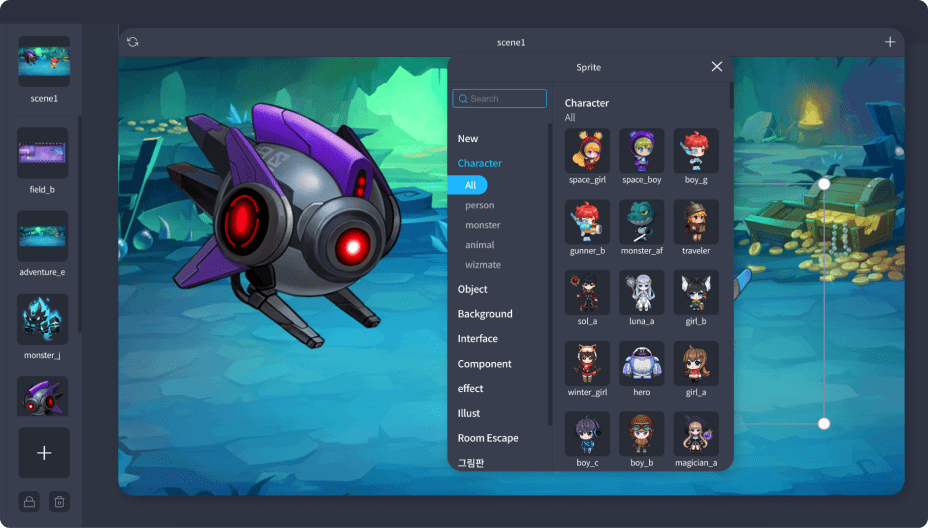 scene1
scene1
field_b
adventure_e
monster_j
Sprite
Search
New
Character
All
person
monster
animal
wizmate
Object
Background
Interface
Component
effect
Illust
Room Escape
그림판
Character
All
space_girl space_boy boy_g
gunner_b monster_af traveler
sol_a luna_a girl_b
winter_girl hero girl_a
boy_c boy_b magician_a